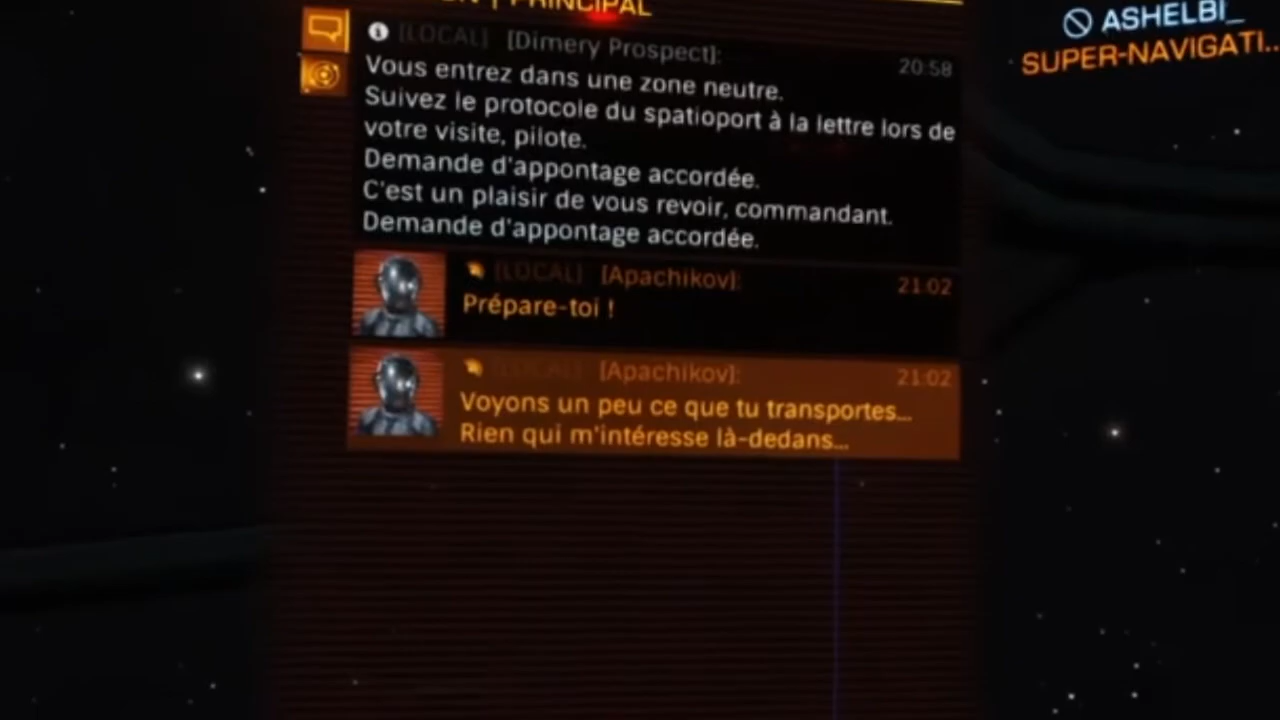 PRINCIPAL
ASHELBI_
SUPER-NAVIGATI...
[LOCAL] [Dimery Prospect]: 20:58
Vous entrez dans une zone neutre.
Suivez le protocole du spatioport à la lettre lors de
votre visite, pilote.
Demande d'appontage accordée.
C'est un plaisir de vous revoir, commandant.
Demande d'appontage accordée.
[LOCAL] [Apachikov]: 21:02
Prépare-toi !
[LOCAL] [Apachikov]: 21:02
Voyons un peu ce que tu transportes...
Rien qui m'intéresse là-dedans...